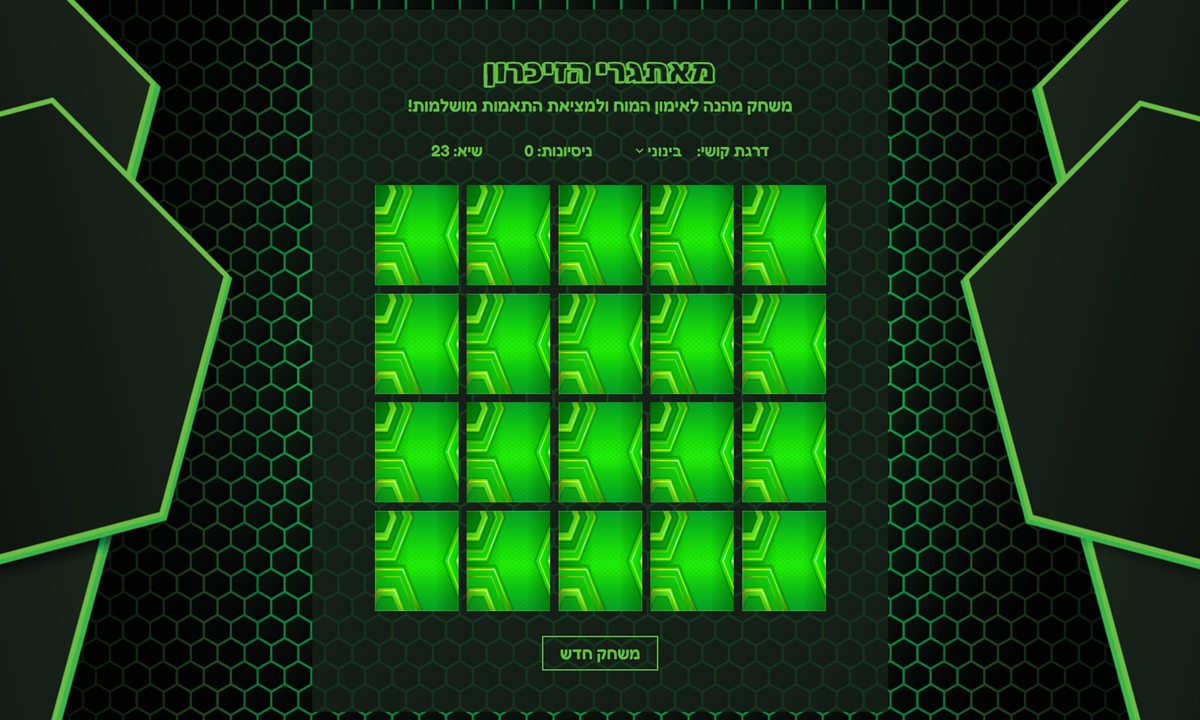 מאתגרי הזיכרון
משחק מהנה לאימון המוח ולמציאת התאמות מושלמות!
דרגת קושי: בינוני ניסיונות: 0 שיא: 23
משחק חדש